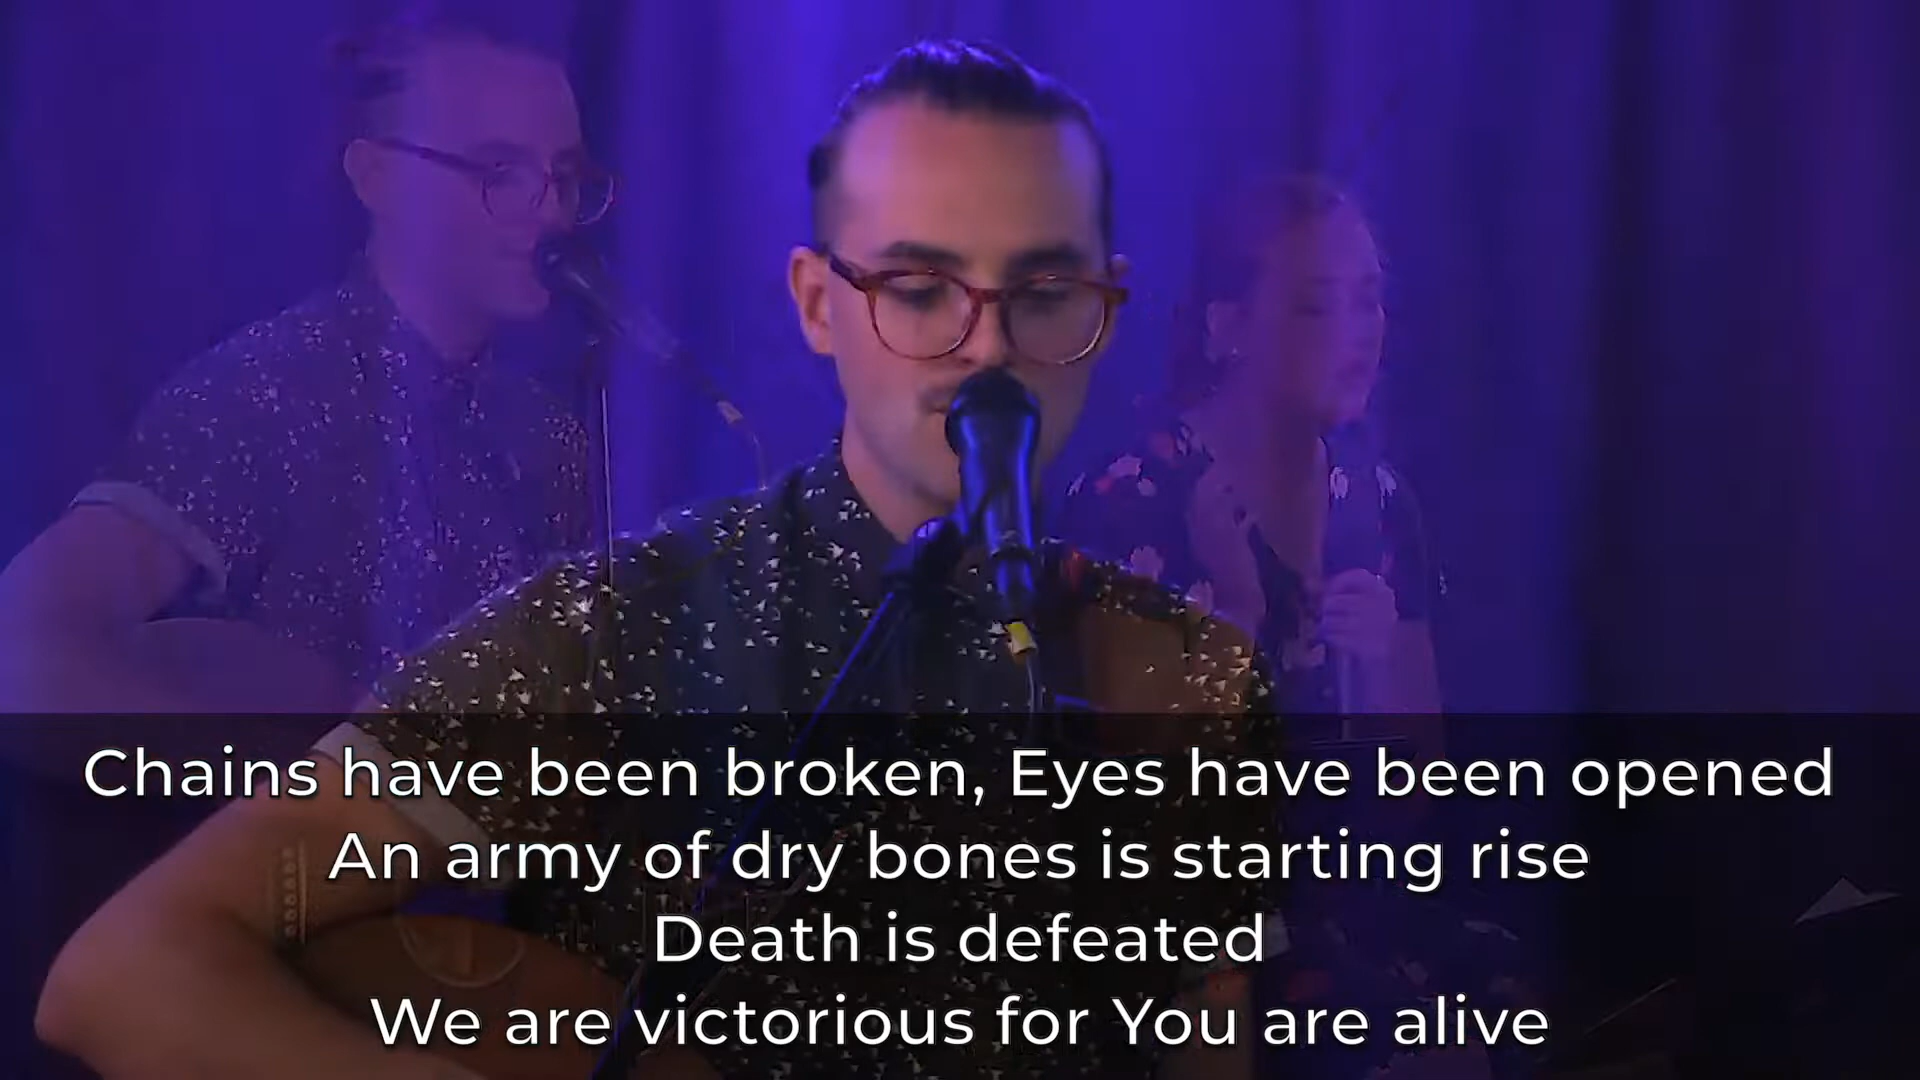 Chains have been broken, Eyes have been opened
An army of dry bones is starting rise
Death is defeated
We are victorious for You are alive